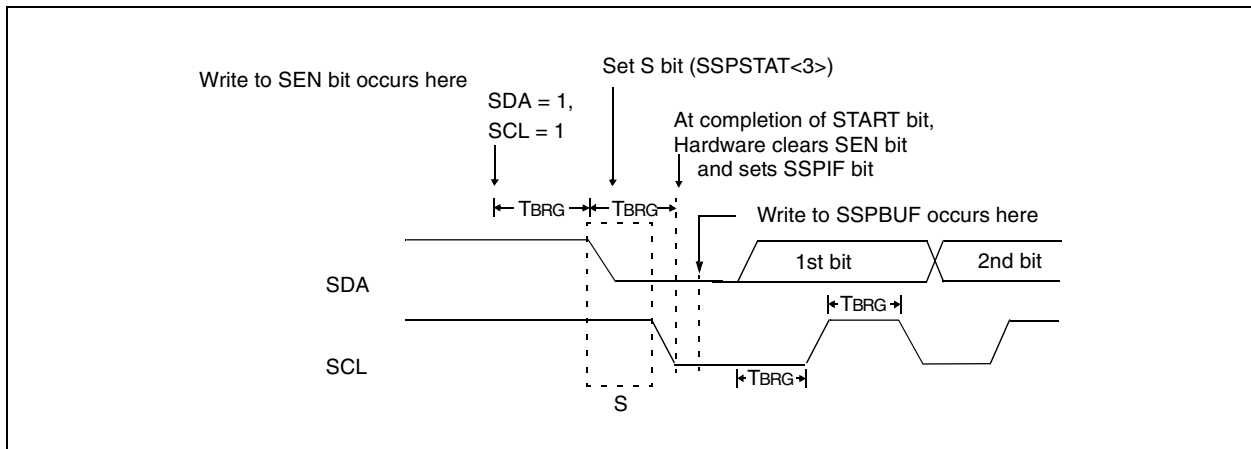 Write to SEN bit occurs here
Set S bit (SSPSTAT<3>)
SDA = 1,
SCL = 1
At completion of START bit,
Hardware clears SEN bit
and sets SSPIF bit
TBRG
TBRG
Write to SSPBUF occurs here
SDA
1st bit
2nd bit
TBRG
SCL
TBRG
S